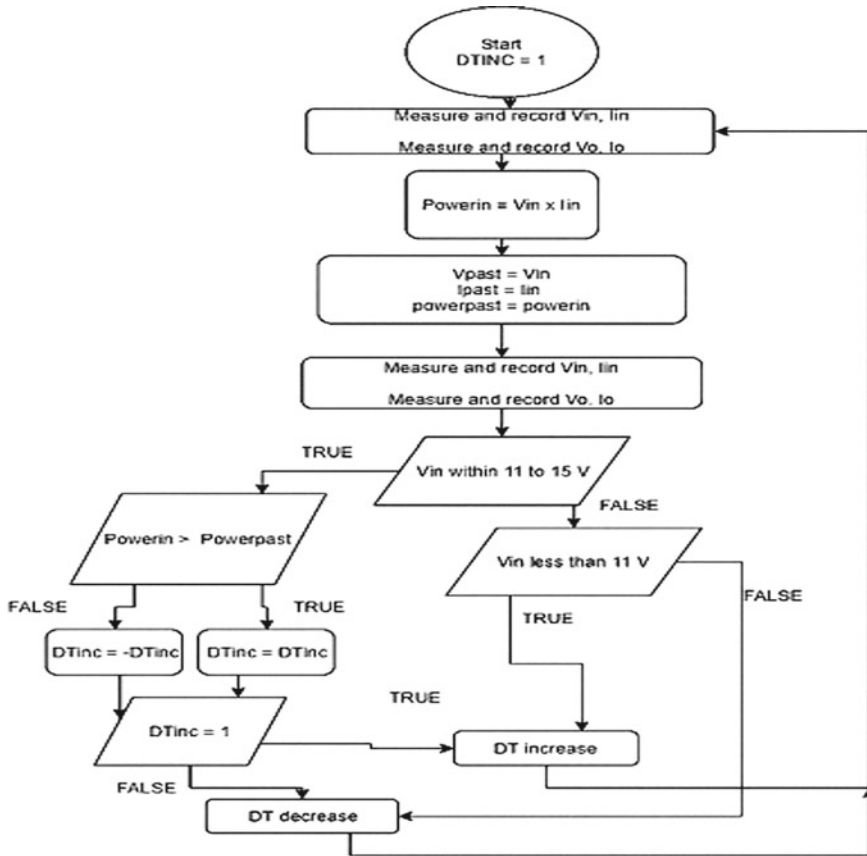 Start
DTINC = 1
Measure and record Vin, Iin
Measure and record Vo, Io
Powerin = Vin x Iin
Vpast = Vin
Ipast = Iin
powerpast = powerin
Measure and record Vin, Iin
Measure and record Vo, Io
Vin within 11 to 15 V
TRUE
FALSE
Powerin > Powerpast
Vin less than 11 V
FALSE
TRUE
TRUE
FALSE
DTinc = -DTinc
DTinc = DTinc
TRUE
DTinc = 1
DT increase
FALSE
DT decrease